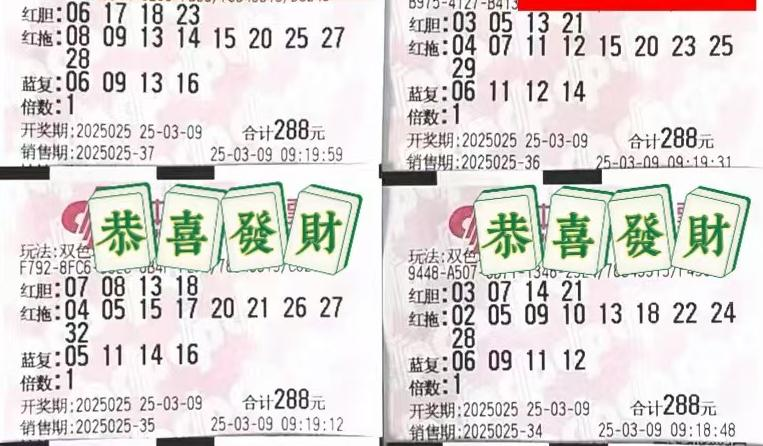 红胆:06 17 18 23
红拖:08 09 13 14 15 20 25 27
28
蓝复:06 09 13 16
倍数:1
开奖期:2025025 25-03-09 合计288元
销售期:2025025-37 25-03-09 09:19:59
B975-4127-B413
红胆:03 05 13 21
红拖:04 07 11 12 15 20 23 25
29
蓝复:06 11 12 14
倍数:1
开奖期:2025025 25-03-09 合计288元
销售期:2025025-36 25-03-09 09:19:31
恭喜發財
玩法:双色
F792-8FC6
红胆:07 08 13 18
红拖:04 05 15 17 20 21 26 27
32
蓝复:05 11 14 16
倍数:1
开奖期:2025025 25-03-09 合计288元
销售期:2025025-35 25-03-09 09:19:12
恭喜發財
玩法:双色
9448-A507
红胆:03 07 14 21
红拖:02 05 09 10 13 18 22 24
28
蓝复:06 09 11 12
倍数:1
开奖期:2025025 25-03-09 合计288元
销售期:2025025-34 25-03-09 09:18:48